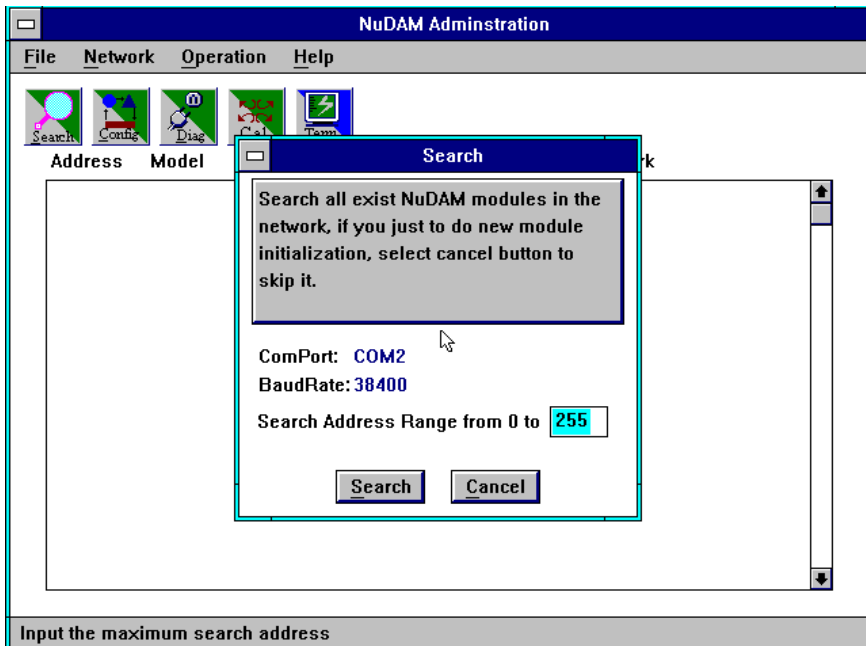 NuDAM Adminstration
File Network Operation Help
Search Config Diag Cal Term
Address Model
Search
Search all exist NuDAM modules in the
network, if you just to do new module
initialization, select cancel button to
skip it.
ComPort: COM2
BaudRate: 38400
Search Address Range from 0 to 255
Search Cancel
Input the maximum search address